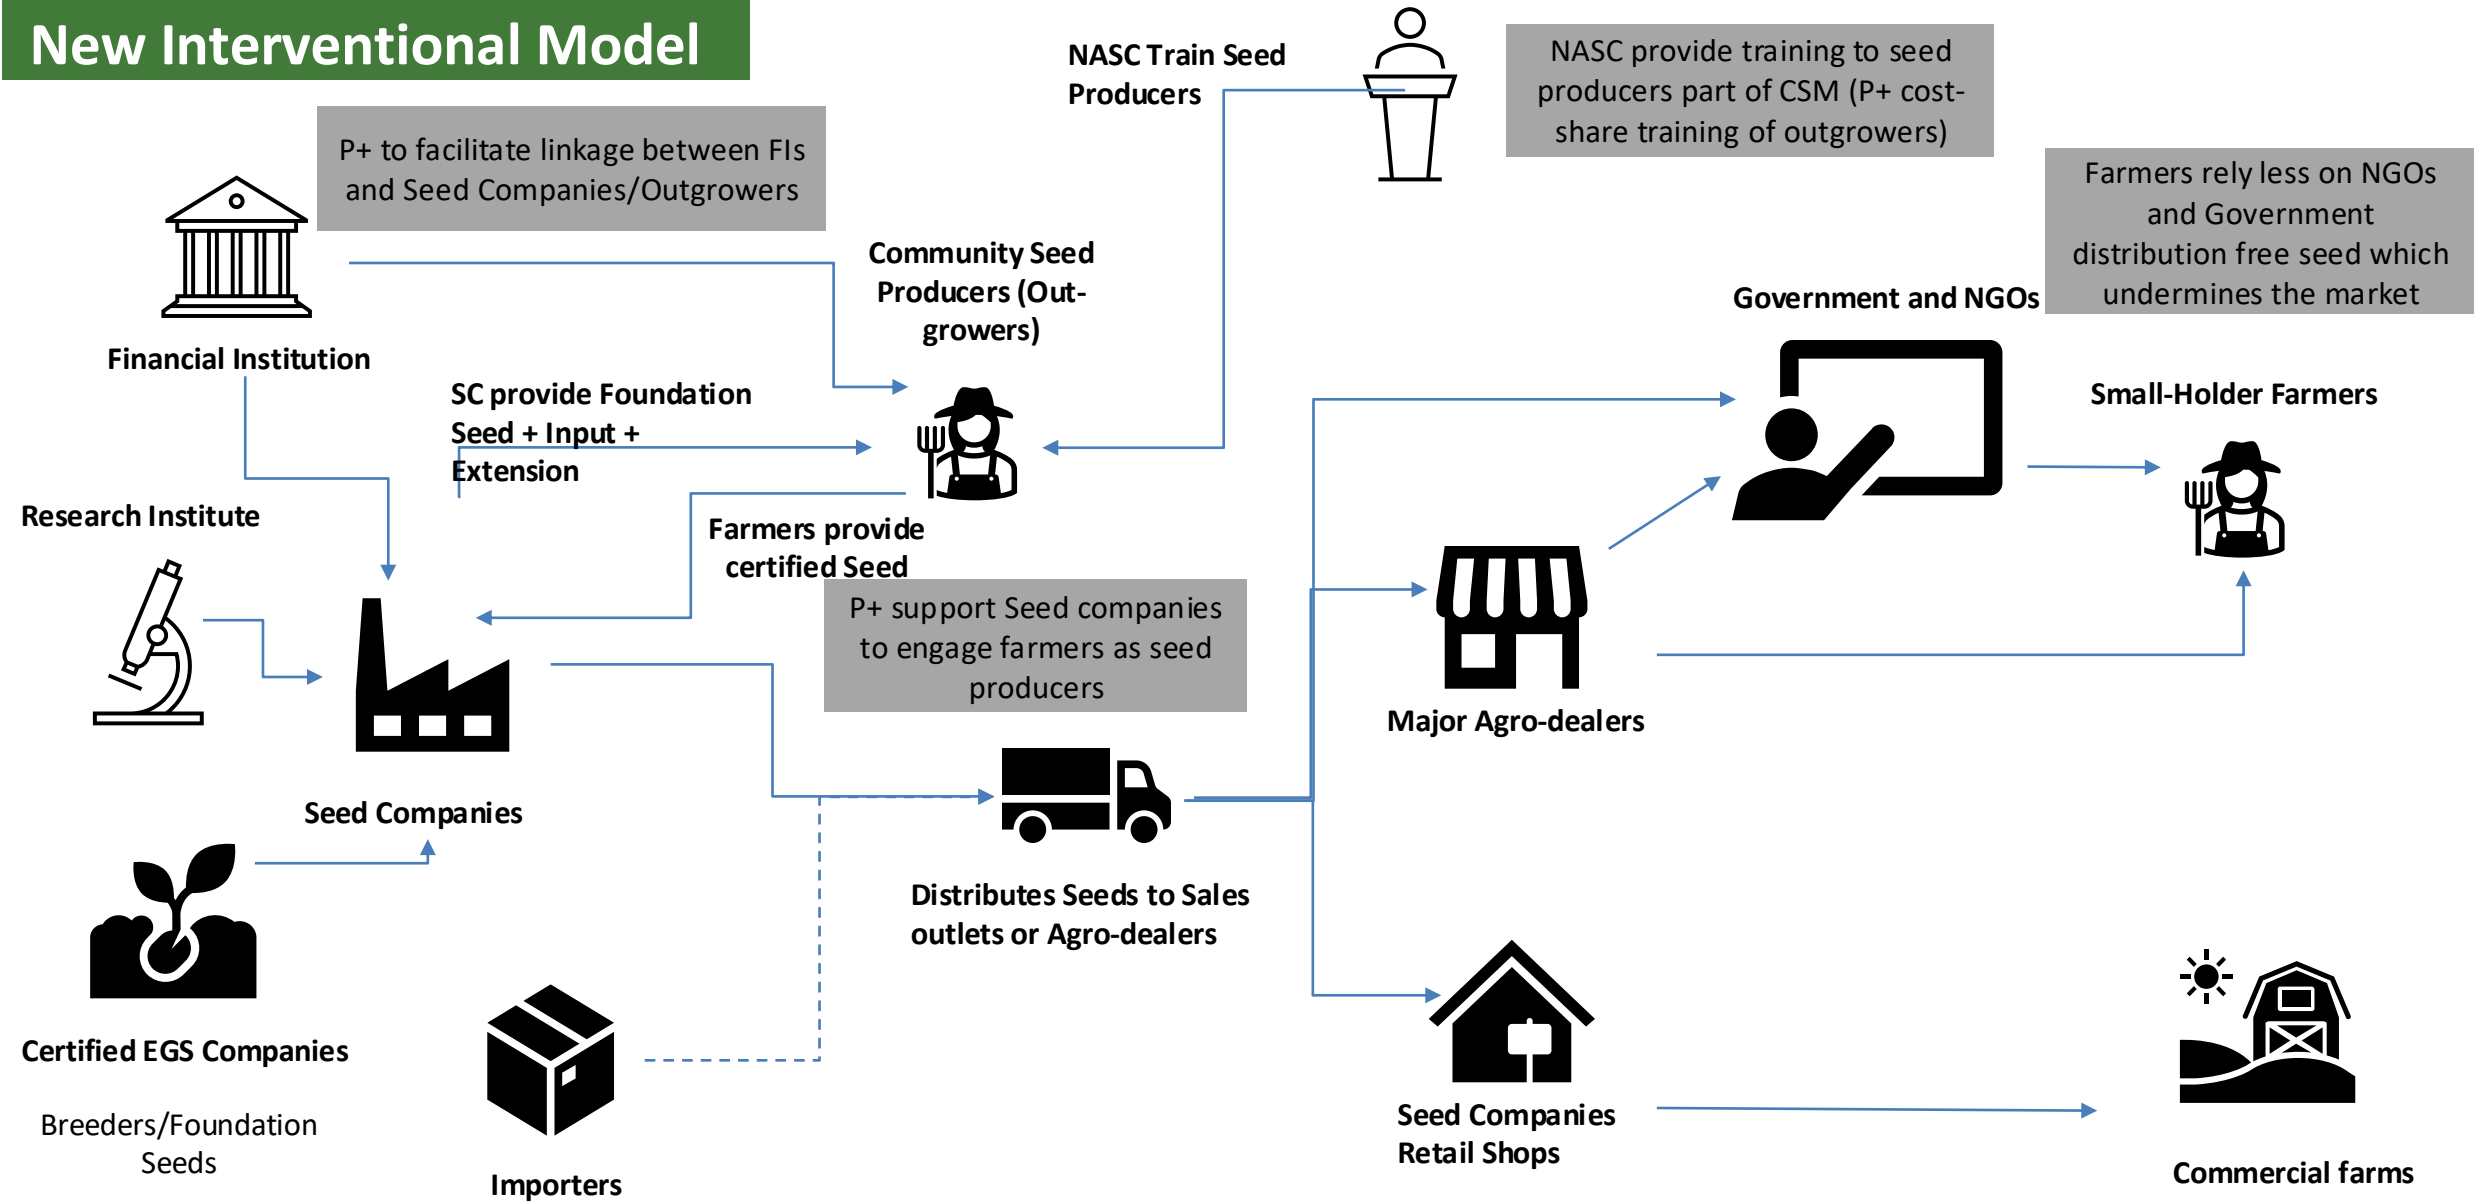 New Interventional Model
NASC Train Seed
Producers
NASC provide training to seed
producers part of CSM (P+ cost-
share training of outgrowers)
P+ to facilitate linkage between FIs
and Seed Companies/Outgrowers
Farmers rely less on NGOs
and Government
distribution free seed which
undermines the market
Community Seed
Producers (Out-
growers)
Government and NGOs
Financial Institution
SC provide Foundation
Seed + Input +
Extension
Small-Holder Farmers
Research Institute
Farmers provide
certified Seed
P+ support Seed companies
to engage farmers as seed
producers
Major Agro-dealers
Seed Companies
Distributes Seeds to Sales
outlets or Agro-dealers
Certified EGS Companies
Breeders/Foundation
Seeds
Importers
Seed Companies
Retail Shops
Commercial farms